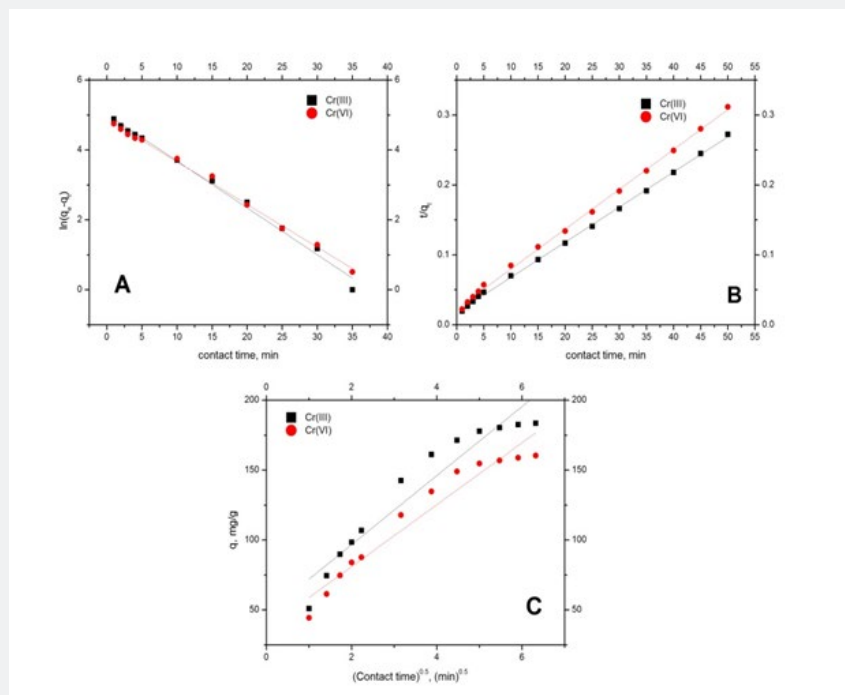 0 5 10 15 20 25 30 35 40
6 6
Cr(III)
Cr(VI)
4 4
ln(qe-qt)
2 2
A
0 0
0 5 10 15 20 25 30 35 40
contact time, min
0 5 10 15 20 25 30 35 40 45 50 55
Cr(III)
Cr(VI)
0.3 0.3
0.2 0.2
t/qt
0.1 0.1
B
0.0 0.0
0 5 10 15 20 25 30 35 40 45 50 55
contact time, min
0 2 4 6
200 200
Cr(III)
Cr(VI)
150 150
q, mg/g
100 100
50 50
C
0 2 4 6
(Contact time)0.5, (min)0.5